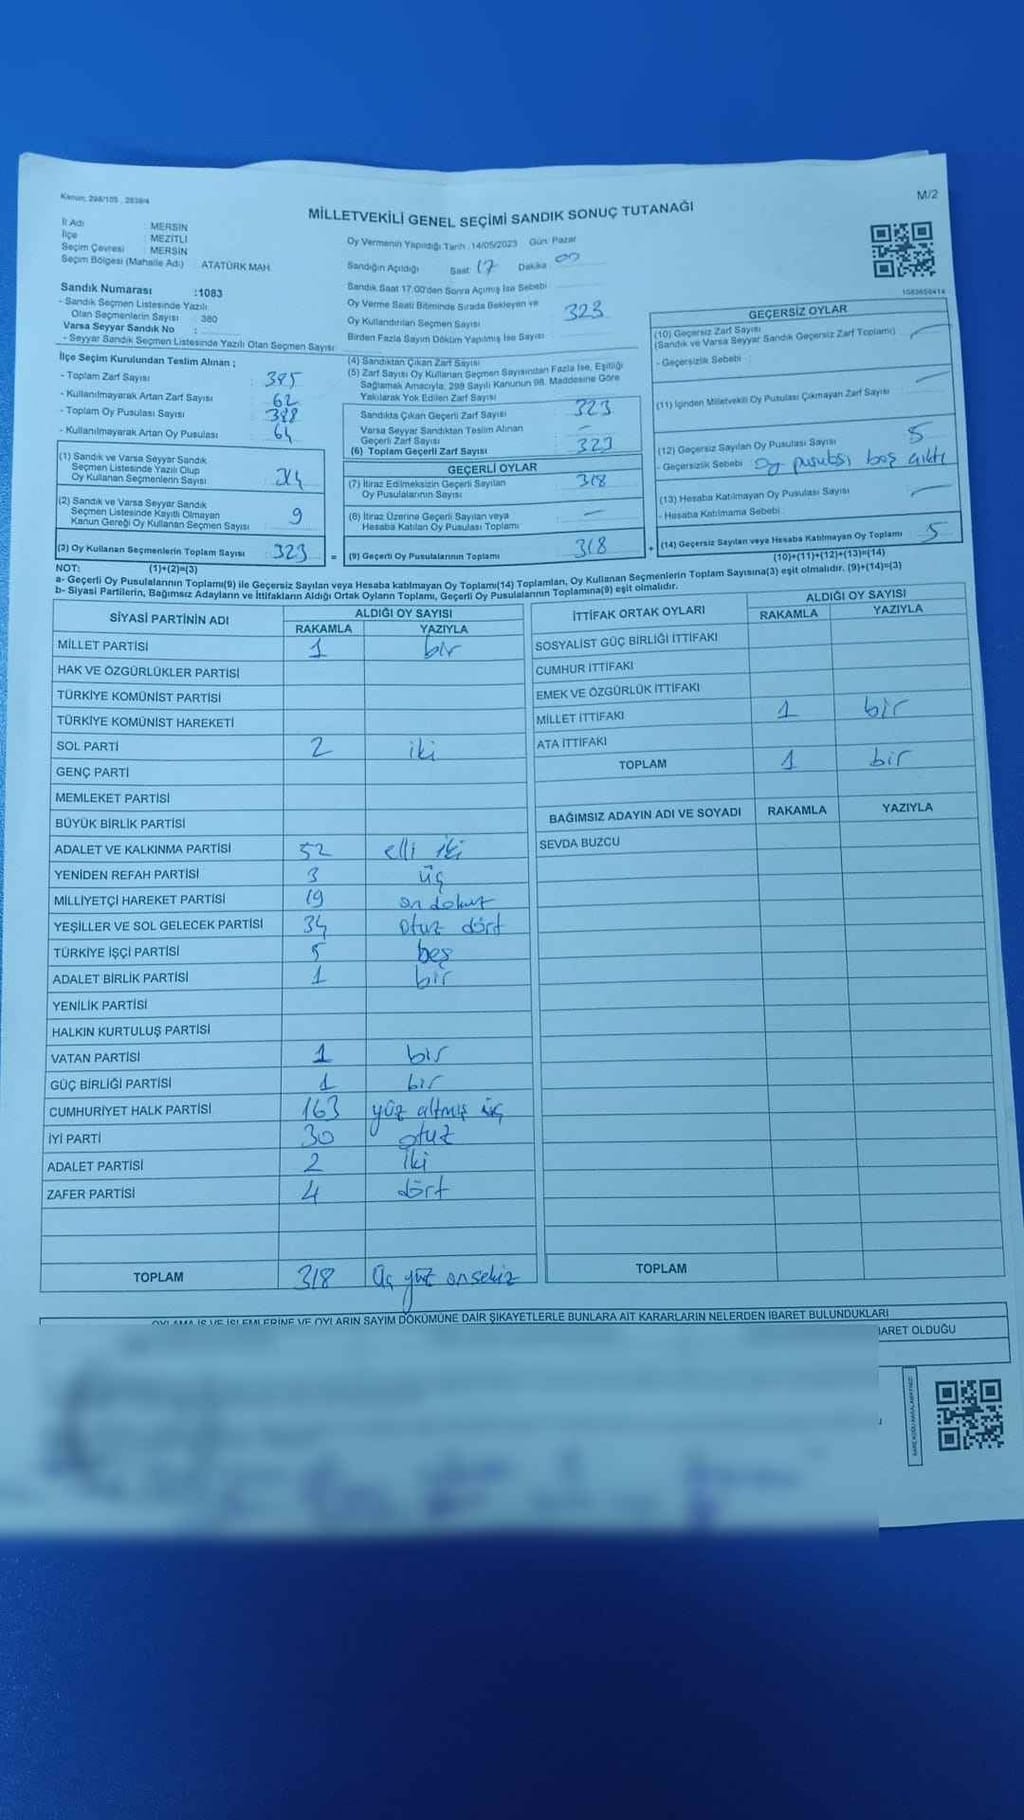 Kanun: 298/105 , 2839/4
M/2
MİLLETVEKİLİ GENEL SEÇİMİ SANDIK SONUÇ TUTANAĞI
İl Adı : MERSİN
İlçe : MEZİTLİ
Seçim Çevresi : MERSİN
Seçim Bölgesi (Mahalle Adı) : ATATÜRK MAH.
Oy Vermenin Yapıldığı Tarih :14/05/2023 Gün: Pazar
Sandığın Açıldığı Saat 17 Dakika 00
Sandık Saat 17.00'den Sonra Açımış İse Sebebi
Oy Verme Saati Bitiminde Sırada Bekleyen ve
Oy Kullandırılan Seçmen Sayısı 323
Birden Fazla Sayım Döküm Yapılmış İse Sayısı
Sandık Numarası :1083
- Sandık Seçmen Listesinde Yazılı
Olan Seçmenlerin Sayısı : 380
Varsa Seyyar Sandık No :
- Seyyar Sandık Seçmen Listesinde Yazılı Olan Seçmen Sayısı
İlçe Seçim Kurulundan Teslim Alınan ;
- Toplam Zarf Sayısı : 385
- Kullanılmayarak Artan Zarf Sayısı : 62
- Toplam Oy Pusulası Sayısı : 388
- Kullanılmayarak Artan Oy Pusulası : 64
(1) Sandık ve Varsa Seyyar Sandık
Seçmen Listesinde Yazılı Olup
Oy Kullanan Seçmenlerin Sayısı
(2) Sandık ve Varsa Seyyar Sandık
Seçmen Listesinde Kayıtlı Olmayan
Kanun Gereği Oy Kullanan Seçmen Sayısı 9
(3) Oy Kullanan Seçmenlerin Toplam Sayısı 323
(1)+(2)=(3)
(4) Sandıktan Çıkan Zarf Sayısı
(5) Zarf Sayısı Oy Kullanan Seçmen Sayısından Fazla İse, Eşitliği
Sağlamak Amacıyla, 298 Sayılı Kanunun 98. Maddesine Göre
Yakılarak Yok Edilen Zarf Sayısı
Sandıkta Çıkan Geçerli Zarf Sayısı 323
Varsa Seyyar Sandıktan Teslim Alınan
Geçerli Zarf Sayısı –
(6) Toplam Geçerli Zarf Sayısı 323
GEÇERLİ OYLAR
(7) İtiraz Edilmeksizin Geçerli Sayılan
Oy Pusulalarının Sayısı 318
(8) İtiraz Üzerine Geçerli Sayılan veya
Hesaba Katılan Oy Pusulası Toplamı –
= (9) Geçerli Oy Pusulalarının Toplamı 318 +
1083650414
GEÇERSİZ OYLAR
(10) Geçersiz Zarf Sayısı
(Sandık ve Varsa Seyyar Sandık Geçersiz Zarf Toplamı) –
- Geçersizlik Sebebi :
(11) İçinden Milletvekili Oy Pusulası Çıkmayan Zarf Sayısı –
(12) Geçersiz Sayılan Oy Pusulası Sayısı 5
- Geçersizlik Sebebi oy pusulası boş çıktı
(13) Hesaba Katılmayan Oy Pusulası Sayısı –
- Hesaba Katılmama Sebebi
(14) Geçersiz Sayılan veya Hesaba Katılmayan Oy Toplamı 5
(10)+(11)+(12)+(13)=(14)
NOT:
a- Geçerli Oy Pusulalarının Toplamı(9) ile Geçersiz Sayılan veya Hesaba katılmayan Oy Toplamı(14) Toplamları, Oy Kullanan Seçmenlerin Toplam Sayısına(3) eşit olmalıdır. (9)+(14)=(3)
b- Siyasi Partilerin, Bağımsız Adayların ve İttifakların Aldığı Ortak Oyların Toplamı, Geçerli Oy Pusulalarının Toplamına(9) eşit olmalıdır.
SİYASİ PARTİNİN ADI ALDIĞI OY SAYISI
RAKAMLA YAZIYLA
MİLLET PARTİSİ 1 bir
HAK VE ÖZGÜRLÜKLER PARTİSİ
TÜRKİYE KOMÜNİST PARTİSİ
TÜRKİYE KOMÜNİST HAREKETİ
SOL PARTİ 2 iki
GENÇ PARTİ
MEMLEKET PARTİSİ
BÜYÜK BİRLİK PARTİSİ
ADALET VE KALKINMA PARTİSİ 52 elli iki
YENİDEN REFAH PARTİSİ 3 üç
MİLLİYETÇİ HAREKET PARTİSİ 19 on dokuz
YEŞİLLER VE SOL GELECEK PARTİSİ 34 otuz dört
TÜRKİYE İŞÇİ PARTİSİ 5 beş
ADALET BİRLİK PARTİSİ 1 bir
YENİLİK PARTİSİ
HALKIN KURTULUŞ PARTİSİ
VATAN PARTİSİ 1 bir
GÜÇ BİRLİĞİ PARTİSİ 1 bir
CUMHURİYET HALK PARTİSİ 163 yüz altmış üç
İYİ PARTİ 30 otuz
ADALET PARTİSİ 2 iki
ZAFER PARTİSİ 4 dört
TOPLAM 318 üç yüz onsekiz
İTTİFAK ORTAK OYLARI ALDIĞI OY SAYISI
RAKAMLA YAZIYLA
SOSYALİST GÜÇ BİRLİĞİ İTTİFAKI
CUMHUR İTTİFAKI
EMEK VE ÖZGÜRLÜK İTTİFAKI
MİLLET İTTİFAKI 1 bir
ATA İTTİFAKI
TOPLAM 1 bir
BAĞIMSIZ ADAYIN ADI VE SOYADI RAKAMLA YAZIYLA
SEVDA BUZCU
TOPLAM
OYLAMA İŞ VE İŞLEMLERİNE VE OYLARIN SAYIM DÖKÜMÜNE DAİR ŞİKAYETLERLE BUNLARA AİT KARARLARIN NELERDEN İBARET BULUNDUKLARI
İBARET OLDUĞU